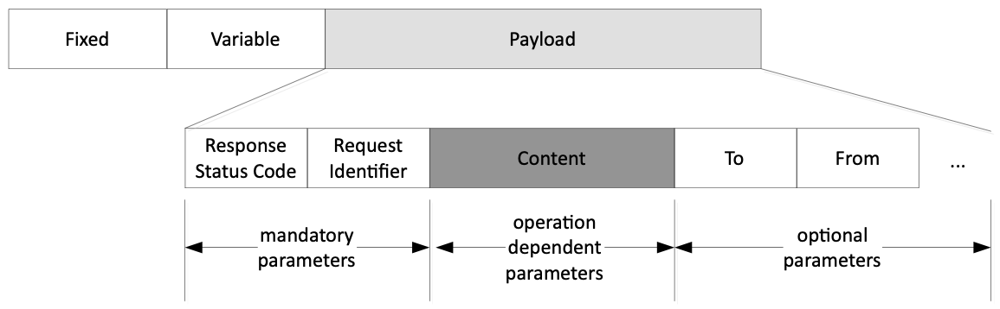 Fixed
Variable
Payload
Response
Status Code
Request
Identifier
Content
To
From
...
mandatory
parameters
operation
dependent
parameters
optional
parameters